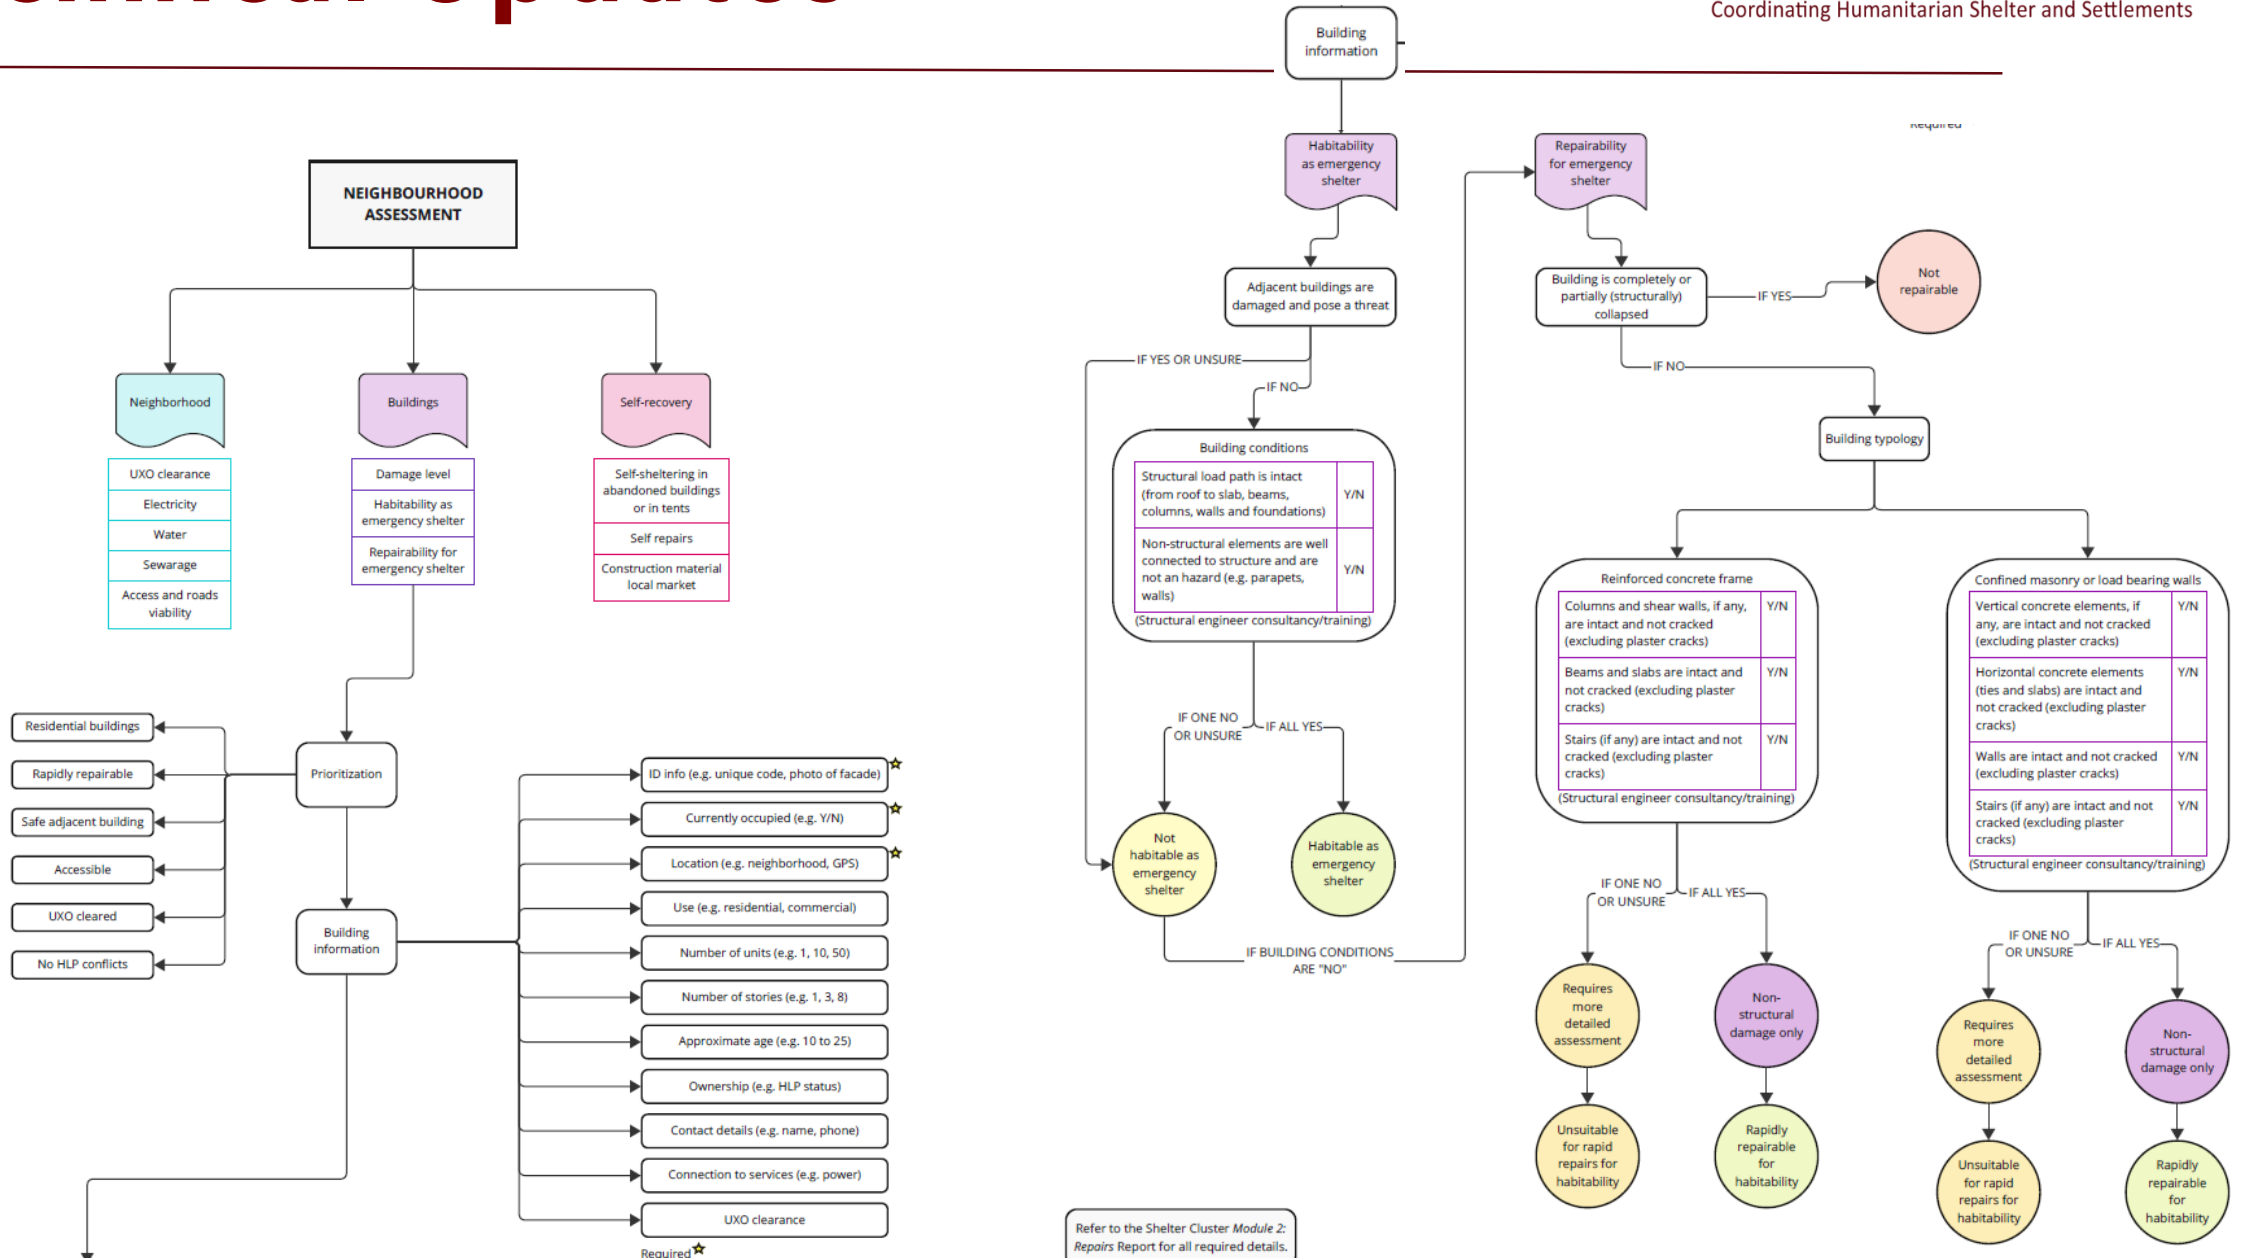 Updates
Coordinating Humanitarian Shelter and Settlements
NEIGHBOURHOOD
ASSESSMENT
Neighborhood
UXO clearance
Electricity
Water
Sewarage
Access and roads
viability
Buildings
Damage level
Habitability as
emergency shelter
Repairability for
emergency shelter
Self-recovery
Self-sheltering in
abandoned buildings
or in tents
Self repairs
Construction material
local market
Prioritization
Residential buildings
Rapidly repairable
Safe adjacent building
Accessible
UXO cleared
No HLP conflicts
Building
information
ID info (e.g. unique code, photo of facade)
Currently occupied (e.g. Y/N)
Location (e.g. neighborhood, GPS)
Use (e.g. residential, commercial)
Number of units (e.g. 1, 10, 50)
Number of stories (e.g. 1, 3, 8)
Approximate age (e.g. 10 to 25)
Ownership (e.g. HLP status)
Contact details (e.g. name, phone)
Connection to services (e.g. power)
UXO clearance
Required
Building
information
Habitability
as emergency
shelter
Adjacent buildings are
damaged and pose a threat
IF YES OR UNSURE
IF NO
Building conditions
Structural load path is intact
(from roof to slab, beams,
columns, walls and foundations)
Y/N
Non-structural elements are well
connected to structure and are
not an hazard (e.g. parapets,
walls)
Y/N
(Structural engineer consultancy/training)
IF ONE NO
OR UNSURE
IF ALL YES
Not
habitable as
emergency
shelter
Habitable as
emergency
shelter
IF BUILDING CONDITIONS
ARE "NO"
Refer to the Shelter Cluster Module 2:
Repairs Report for all required details.
Required
Repairability
for emergency
shelter
Building is completely or
partially (structurally)
collapsed
IF YES
Not
repairable
IF NO
Building typology
Reinforced concrete frame
Columns and shear walls, if any,
are intact and not cracked
(excluding plaster cracks)
Y/N
Beams and slabs are intact and
not cracked (excluding plaster
cracks)
Y/N
Stairs (if any) are intact and not
cracked (excluding plaster
cracks)
Y/N
(Structural engineer consultancy/training)
IF ONE NO
OR UNSURE
IF ALL YES
Requires
more
detailed
assessment
Non-
structural
damage only
Unsuitable
for rapid
repairs for
habitability
Rapidly
repairable
for
habitability
Confined masonry or load bearing walls
Vertical concrete elements, if
any, are intact and not cracked
(excluding plaster cracks)
Y/N
Horizontal concrete elements
(ties and slabs) are intact and
not cracked (excluding plaster
cracks)
Y/N
Walls are intact and not cracked
(excluding plaster cracks)
Y/N
Stairs (if any) are intact and not
cracked (excluding plaster
cracks)
Y/N
(Structural engineer consultancy/training)
IF ONE NO
OR UNSURE
IF ALL YES
Requires
more
detailed
assessment
Non-
structural
damage only
Unsuitable
for rapid
repairs for
habitability
Rapidly
repairable
for
habitability